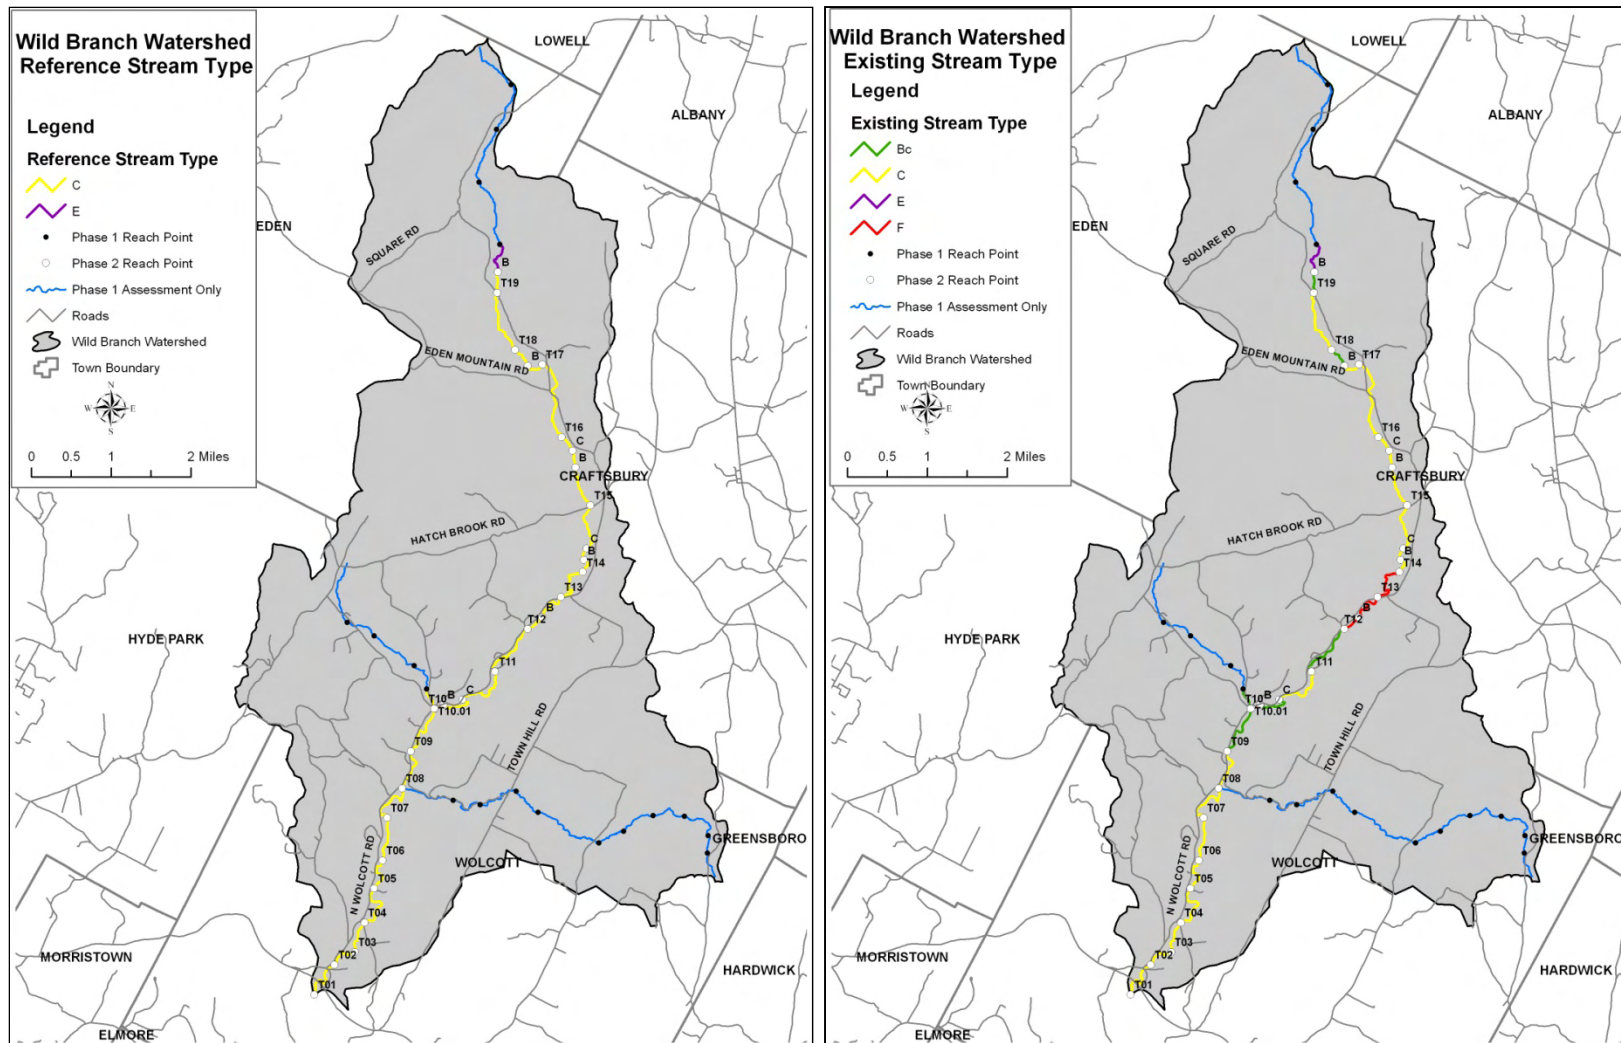 Wild Branch Watershed
Reference Stream Type
Legend
Reference Stream Type
C
E
Phase 1 Reach Point
Phase 2 Reach Point
Phase 1 Assessment Only
Roads
Wild Branch Watershed
Town Boundary
N
W
E
S
0 0.5 1 2 Miles
LOWELL
ALBANY
EDEN
SQUARE RD
B
T19
T18
B
T17
EDEN MOUNTAIN RD
T16
C
B
CRAFTSBURY
T15
HATCH BROOK RD
C
B
T14
T13
B
T12
HYDE PARK
T11
C
B
T10
T10.01
TOWN HILL RD
T09
T08
T07
N WOLCOTT RD
T06
WOLCOTT
GREENSBORO
T05
T04
T03
T02
MORRISTOWN
HARDWICK
T01
ELMORE
Wild Branch Watershed
Existing Stream Type
Legend
Existing Stream Type
Bc
C
E
F
Phase 1 Reach Point
Phase 2 Reach Point
Phase 1 Assessment Only
Roads
Wild Branch Watershed
Town Boundary
N
W
E
S
0 0.5 1 2 Miles
LOWELL
ALBANY
EDEN
SQUARE RD
B
T19
T18
B
T17
EDEN MOUNTAIN RD
T16
C
B
CRAFTSBURY
T15
HATCH BROOK RD
C
B
T14
T13
B
T12
HYDE PARK
T11
C
B
T10
T10.01
TOWN HILL RD
T09
T08
T07
N WOLCOTT RD
T06
WOLCOTT
GREENSBORO
T05
T04
T03
T02
MORRISTOWN
HARDWICK
T01
ELMORE